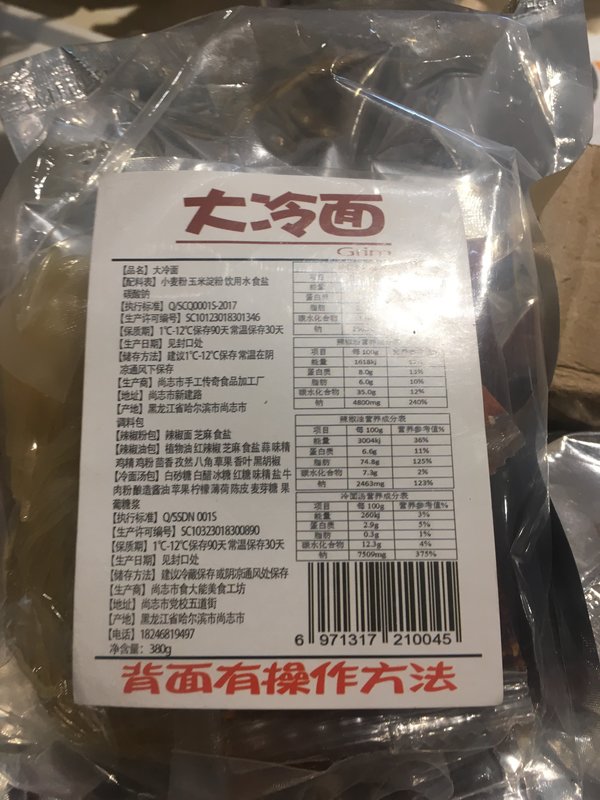 大冷面
Grim
【品名】大冷面
【配料表】小麦粉 玉米淀粉 饮用水 食盐
碳酸钠
【执行标准】Q/SCQ0001S-2017
【生产许可编号】SC10123018301346
【保质期】1℃-12℃保存90天 常温保存30天
【生产日期】见封口处
【储存方法】建议1℃-12℃保存 常温在阴
凉通风下保存
【生产商】尚志市手工传奇食品加工厂
【地址】尚志市新建路
【产地】黑龙江省哈尔滨市尚志市
调料包
【辣椒粉包】辣椒面 芝麻 食盐
【辣椒油包】植物油 红辣椒 芝麻 食盐 蒜 味精
鸡精 鸡粉 茴香 孜然 八角 草果 香叶 黑胡椒
【冷面汤包】白砂糖 白醋 冰糖 红糖 味精 盐 牛
肉粉 酿造酱油 苹果 柠檬 薄荷 陈皮 麦芽糖 果
葡糖浆
【执行标准】Q/SSDN 001S
【生产许可编号】SC10323018300890
【保质期】1℃-12℃保存90天 常温保存30天
【生产日期】见封口处
【储存方法】建议冷藏保存 或阴凉通风处保存
【生产商】尚志市食大能美食工坊
【地址】尚志市党校五道街
【产地】黑龙江省哈尔滨市尚志市
【电话】18246819497
净含量：380g
能量
蛋白质
脂肪
碳水化合物
钠
项目 每100g
能量 1618kj
蛋白质 8.0g 13%
脂肪 6.0g 10%
碳水化合物 35.0g 12%
钠 4800mg 240%
辣椒油营养成分表
项目 每100g 营养参考值%
能量 3004kj 36%
蛋白质 6.6g 11%
脂肪 74.8g 125%
碳水化合物 7.3g 2%
钠 2463mg 123%
冷面汤营养成分表
项目 每100g 营养参考值%
能量 260kj 3%
蛋白质 2.9g 5%
脂肪 0.3g 1%
碳水化合物 12.3g 4%
钠 7509mg 375%
6 971317 210045
背面有操作方法